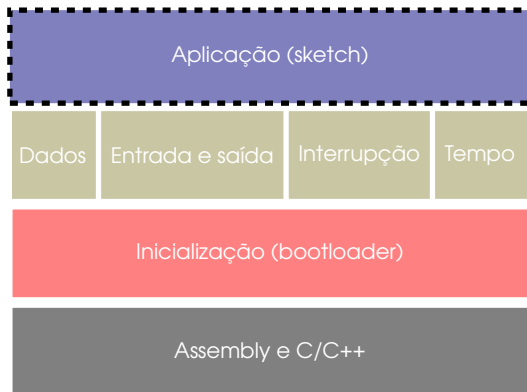 Aplicação (sketch)
Dados Entrada e saída Interrupção Tempo
Inicialização (bootloader)
Assembly e C/C++